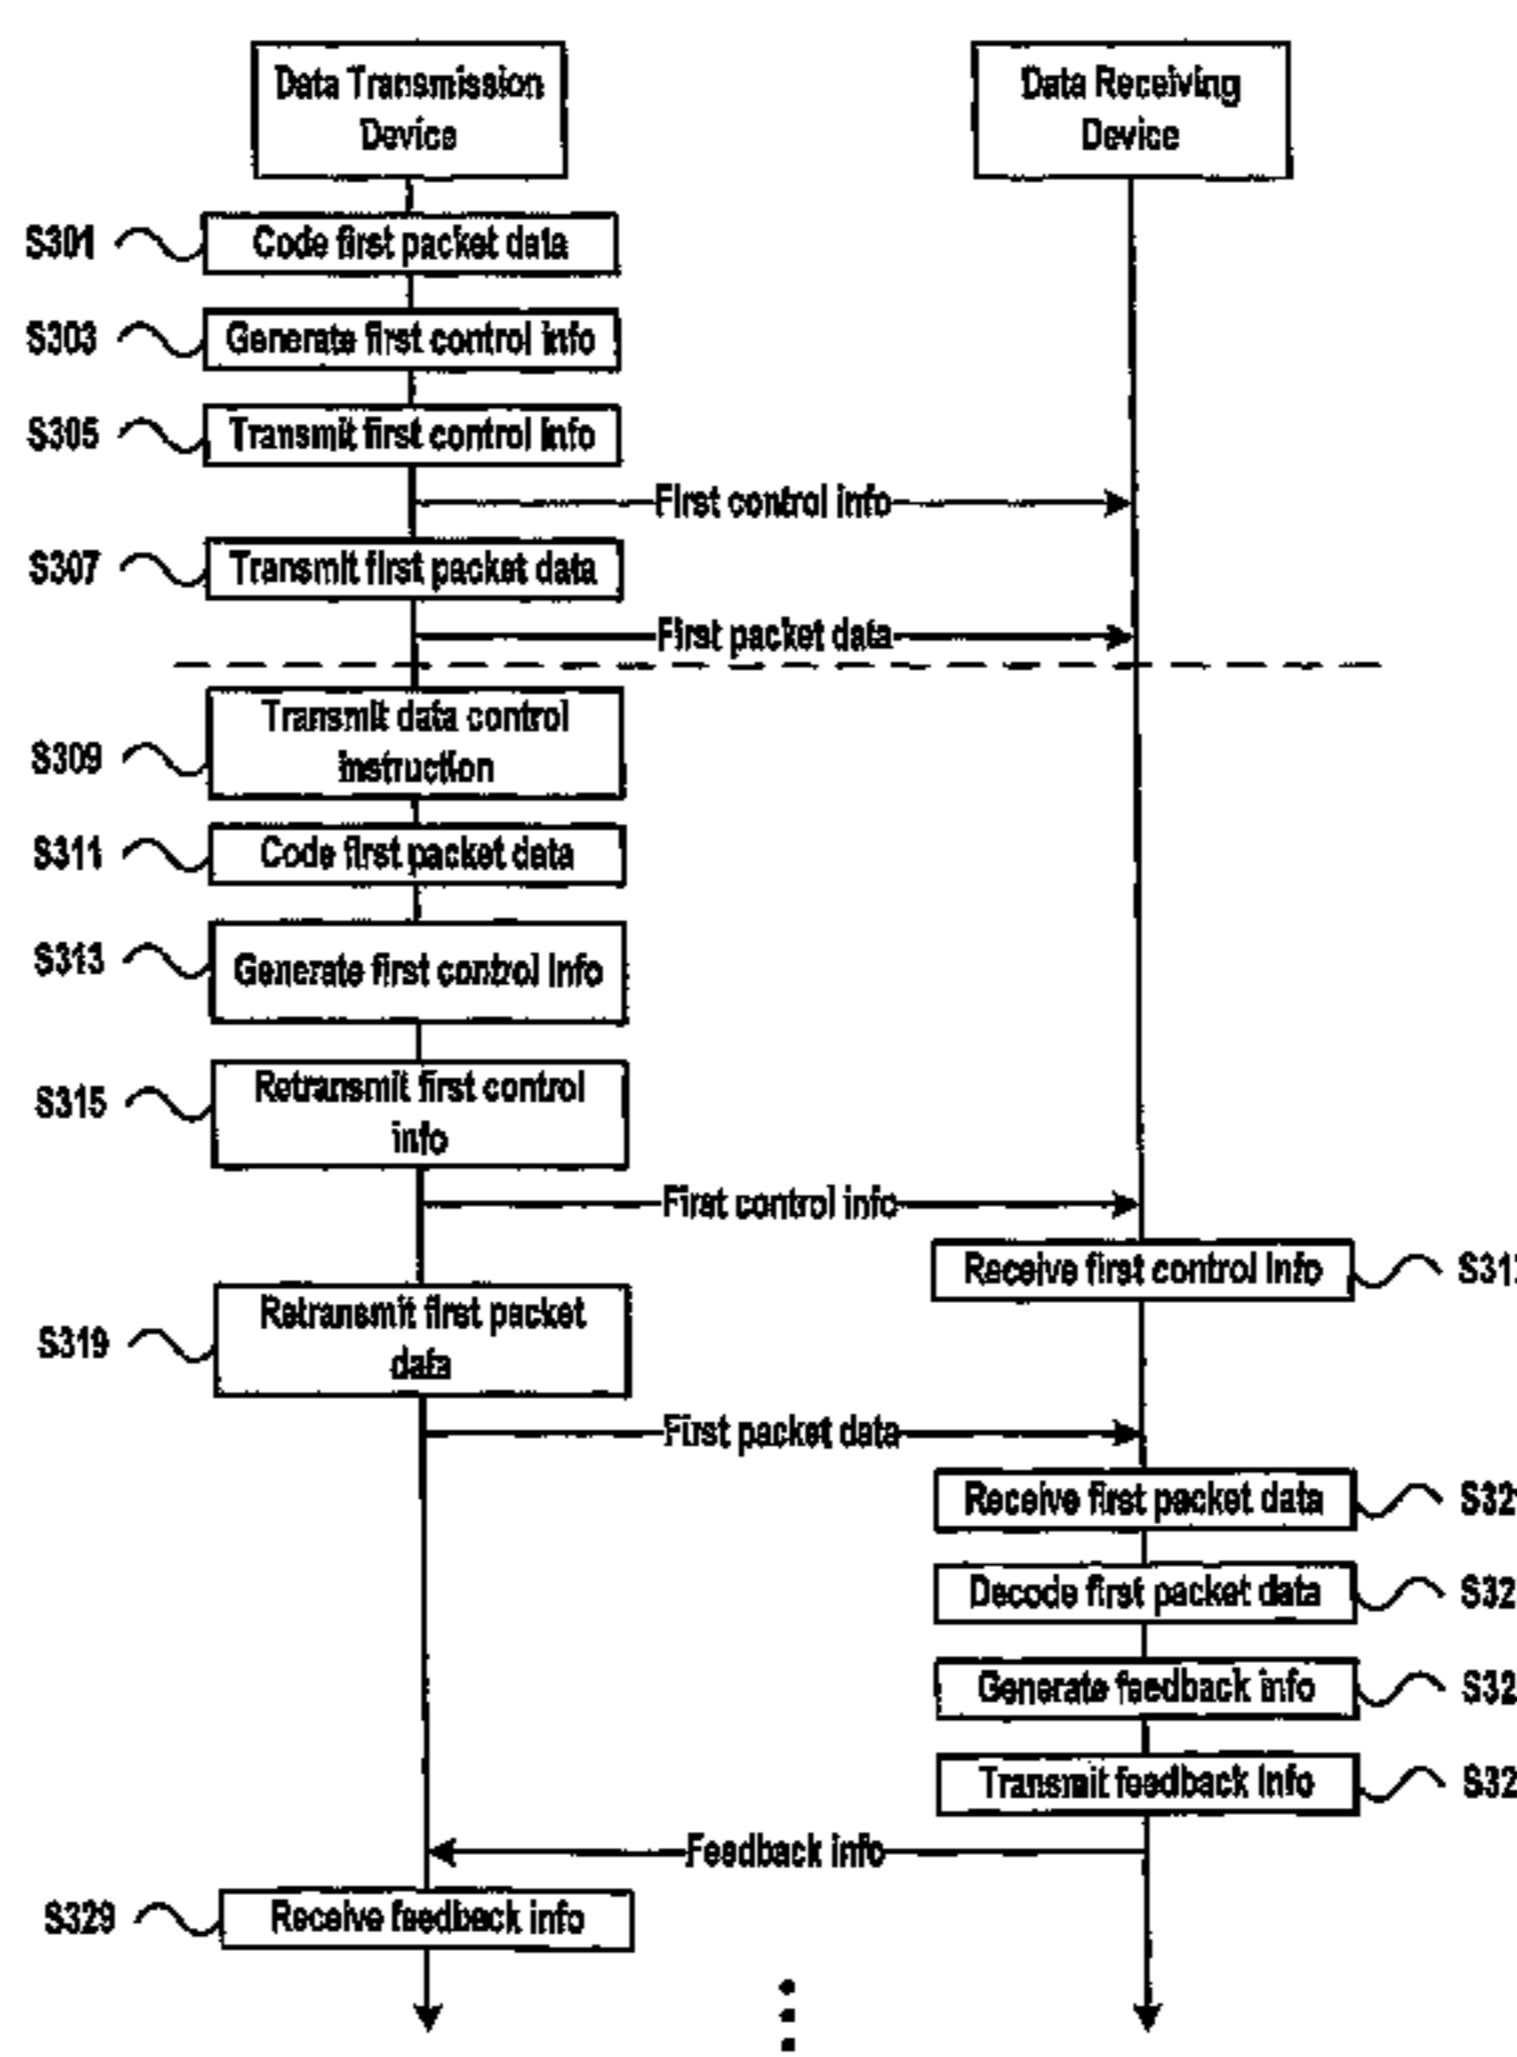 Data Transmission
Device
Data Receiving
Device
S301
Code first packet data
S303
Generate first control info
S305
Transmit first control info
First control info
S307
Transmit first packet data
First packet data
S309
Transmit data control
instruction
S311
Code first packet data
S313
Generate first control info
S315
Retransmit first control
info
First control info
Receive first control info
S319
Retransmit first packet
data
First packet data
Receive first packet data
Decode first packet data
Generate feedback info
Transmit feedback info
Feedback info
S329
Receive feedback info